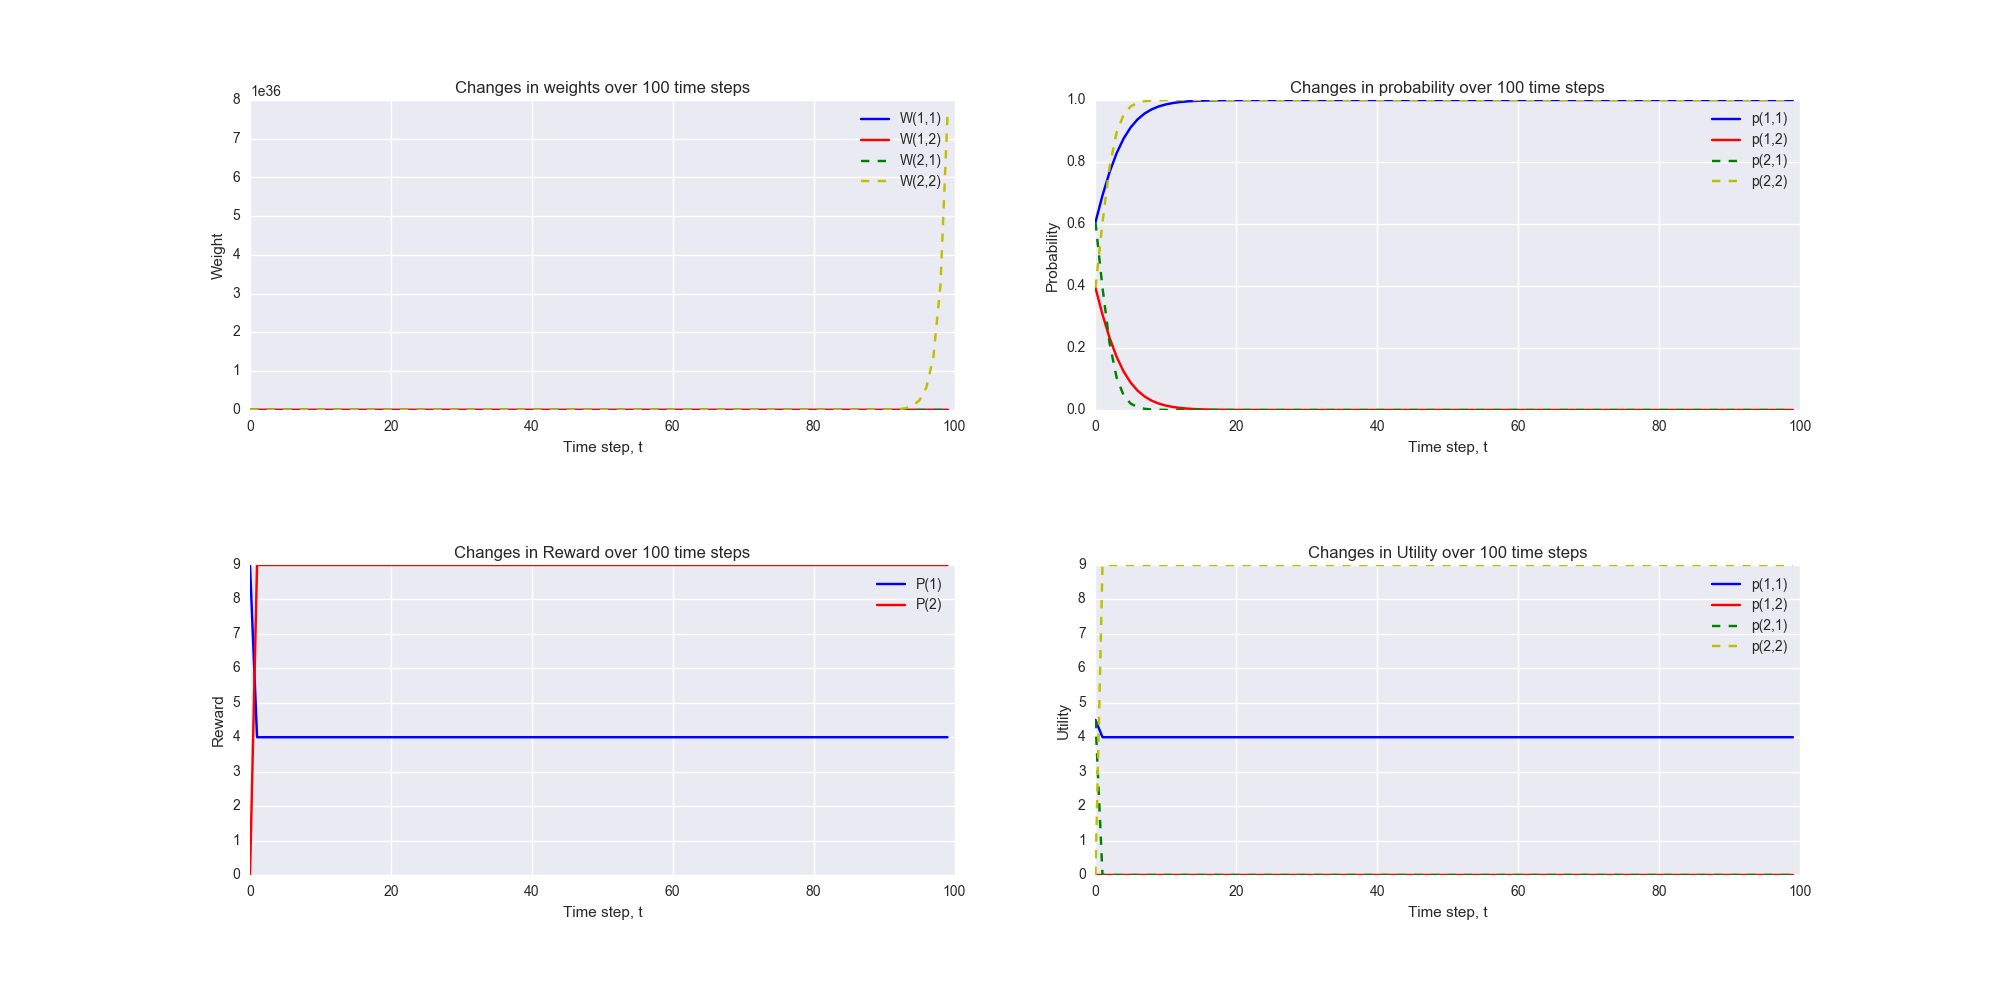 Changes in weights over 100 time steps
1e36
8
7
6
5
4
3
2
1
0
Weight
W(1,1)
W(1,2)
W(2,1)
W(2,2)
0 20 40 60 80 100
Time step, t
Changes in probability over 100 time steps
1.0
0.8
0.6
0.4
0.2
0.0
Probability
p(1,1)
p(1,2)
p(2,1)
p(2,2)
0 20 40 60 80 100
Time step, t
Changes in Reward over 100 time steps
9
8
7
6
5
4
3
2
1
0
Reward
P(1)
P(2)
0 20 40 60 80 100
Time step, t
Changes in Utility over 100 time steps
9
8
7
6
5
4
3
2
1
0
Utility
p(1,1)
p(1,2)
p(2,1)
p(2,2)
0 20 40 60 80 100
Time step, t